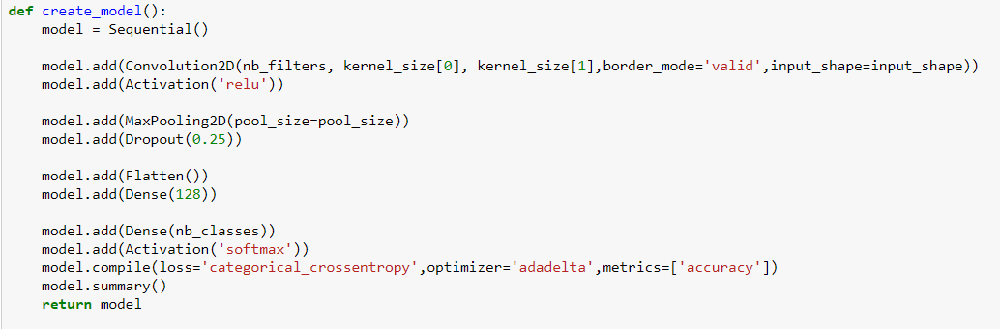 def create_model():
    model = Sequential()

    model.add(Convolution2D(nb_filters, kernel_size[0], kernel_size[1],border_mode='valid',input_shape=input_shape))
    model.add(Activation('relu'))

    model.add(MaxPooling2D(pool_size=pool_size))
    model.add(Dropout(0.25))

    model.add(Flatten())
    model.add(Dense(128))

    model.add(Dense(nb_classes))
    model.add(Activation('softmax'))
    model.compile(loss='categorical_crossentropy',optimizer='adadelta',metrics=['accuracy'])
    model.summary()
    return model